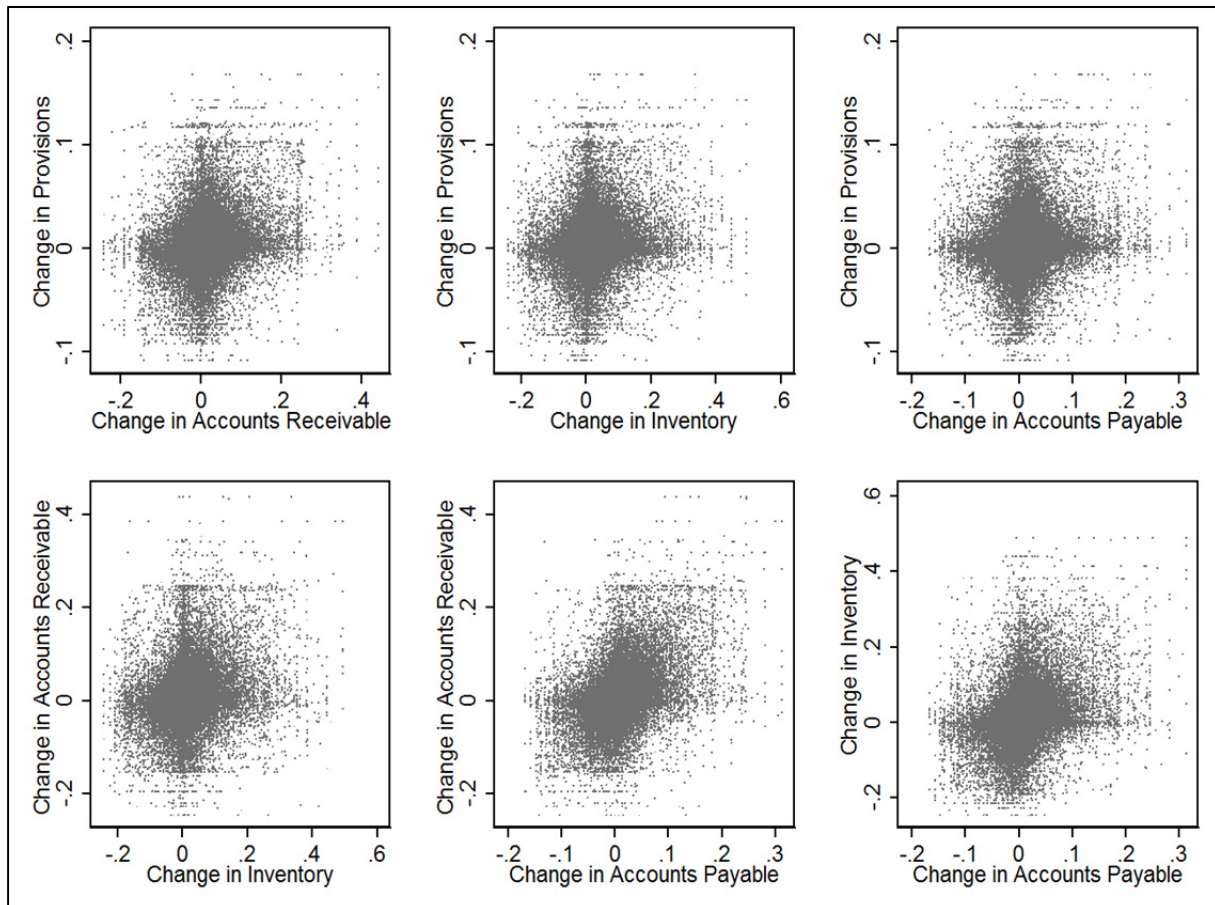 Change in Provisions
.2
.1
0
-.1
-.2 0 .2 .4
Change in Accounts Receivable
Change in Provisions
.2
.1
0
-.1
-.2 0 .2 .4 .6
Change in Inventory
Change in Provisions
.2
.1
0
-.1
-.2 -.1 0 .1 .2 .3
Change in Accounts Payable
Change in Accounts Receivable
.4
.2
0
-.2
-.2 0 .2 .4 .6
Change in Inventory
Change in Accounts Receivable
.4
.2
0
-.2
-.2 -.1 0 .1 .2 .3
Change in Accounts Payable
Change in Inventory
.6
.4
.2
0
-.2
-.2 -.1 0 .1 .2 .3
Change in Accounts Payable